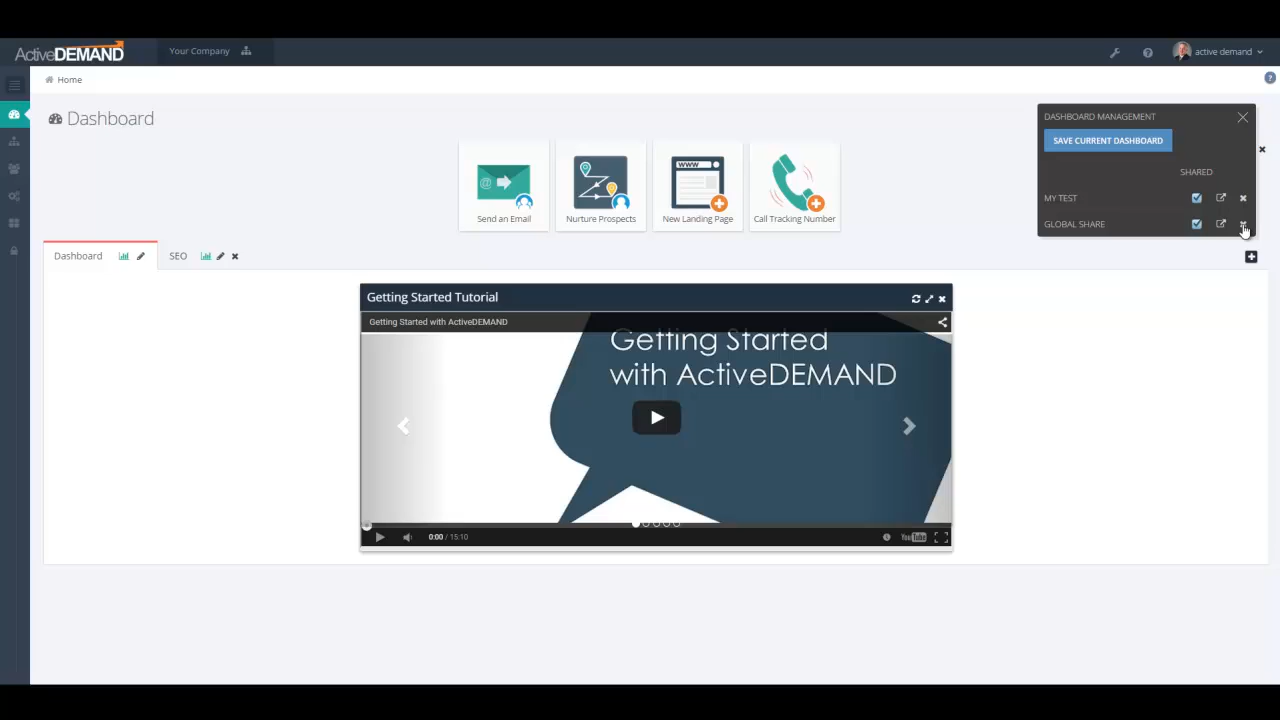 ActiveDEMAND
Your Company
active demand
Home
Dashboard
DASHBOARD MANAGEMENT
SAVE CURRENT DASHBOARD
SHARED
MY TEST
GLOBAL SHARE
@
WWW
Send an Email
Nurture Prospects
New Landing Page
Call Tracking Number
Dashboard
SEO
Getting Started Tutorial
Getting Started with ActiveDEMAND
Getting Started
with ActiveDEMAND
0:00 / 15:10
YouTube